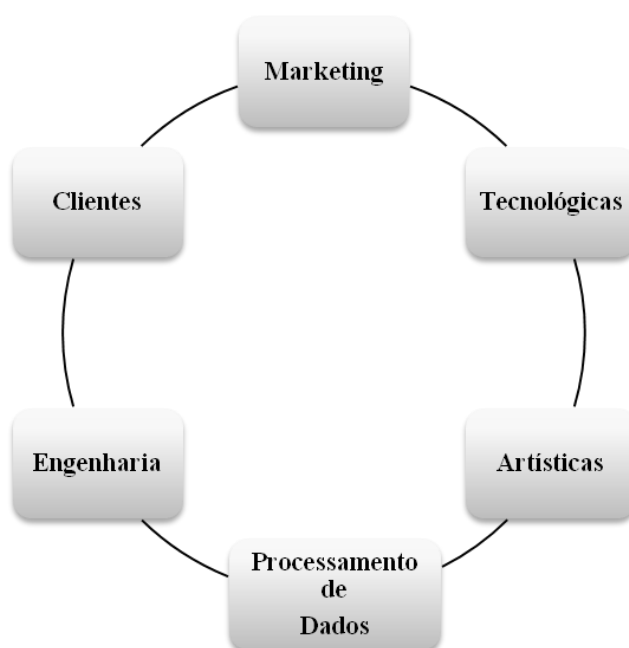 Marketing
Clientes
Tecnológicas
Engenharia
Artísticas
Processamento
de
Dados